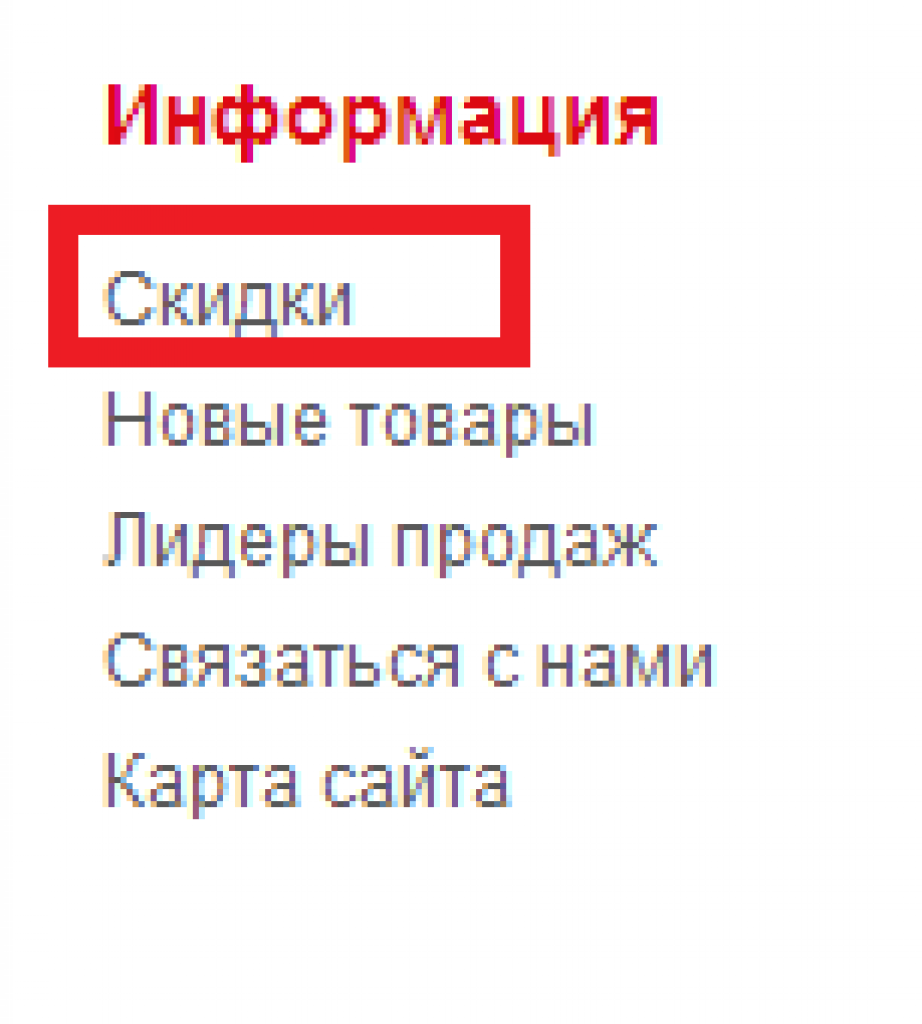 Информация
Скидки
Новые товары
Лидеры продаж
Связаться с нами
Карта сайта